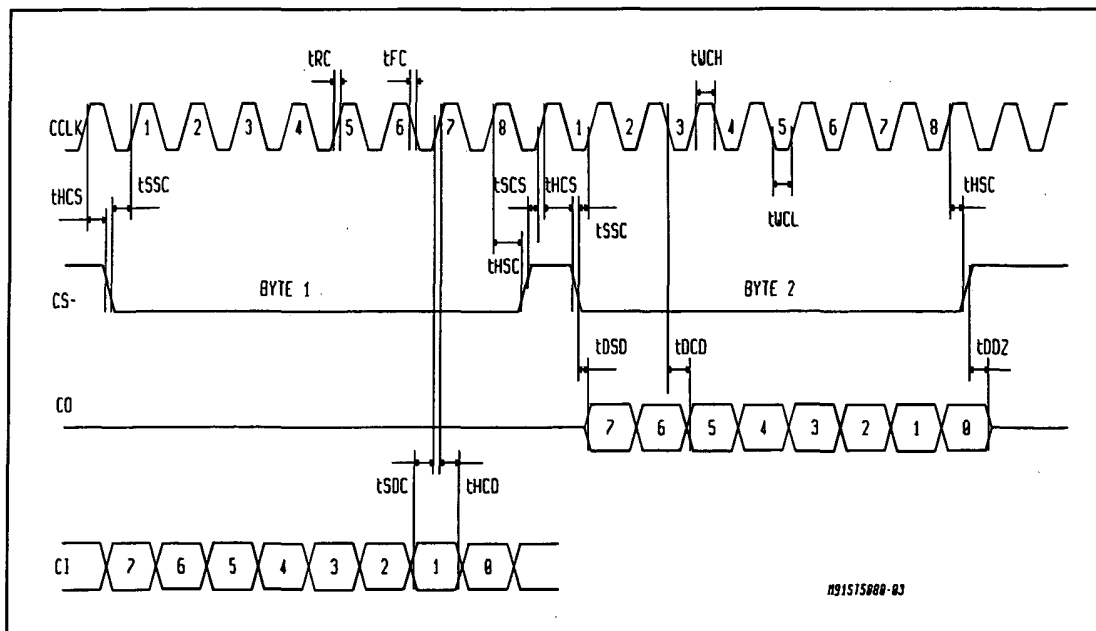 tRC tFC tWCH
CCLK 1 2 3 4 5 6 7 8 1 2 3 4 5 6 7 8
tHCS tSSC tSCS tHCS tSSC tWCL tHSC
tHSC
CS- BYTE 1 BYTE 2
tDSD tDCD tDDZ
CO 7 6 5 4 3 2 1 0
tSDC tHCD
CI 7 6 5 4 3 2 1 0
M91ST5080-03